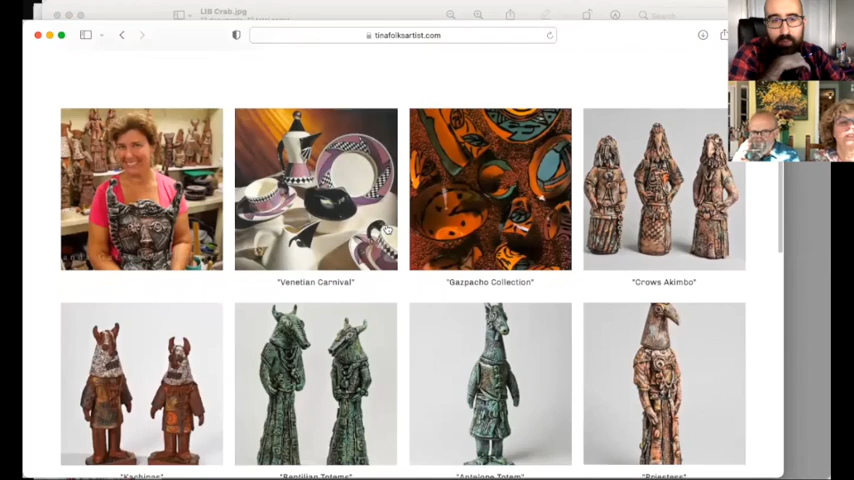 LIB Crab.jpg
Search
tinafolksartist.com
"Venetian Carnival"
"Gazpacho Collection"
"Crows Akimbo"
"Kachinas"
"Reptilian Totems"
"Antelope Totem"
"Priestess"